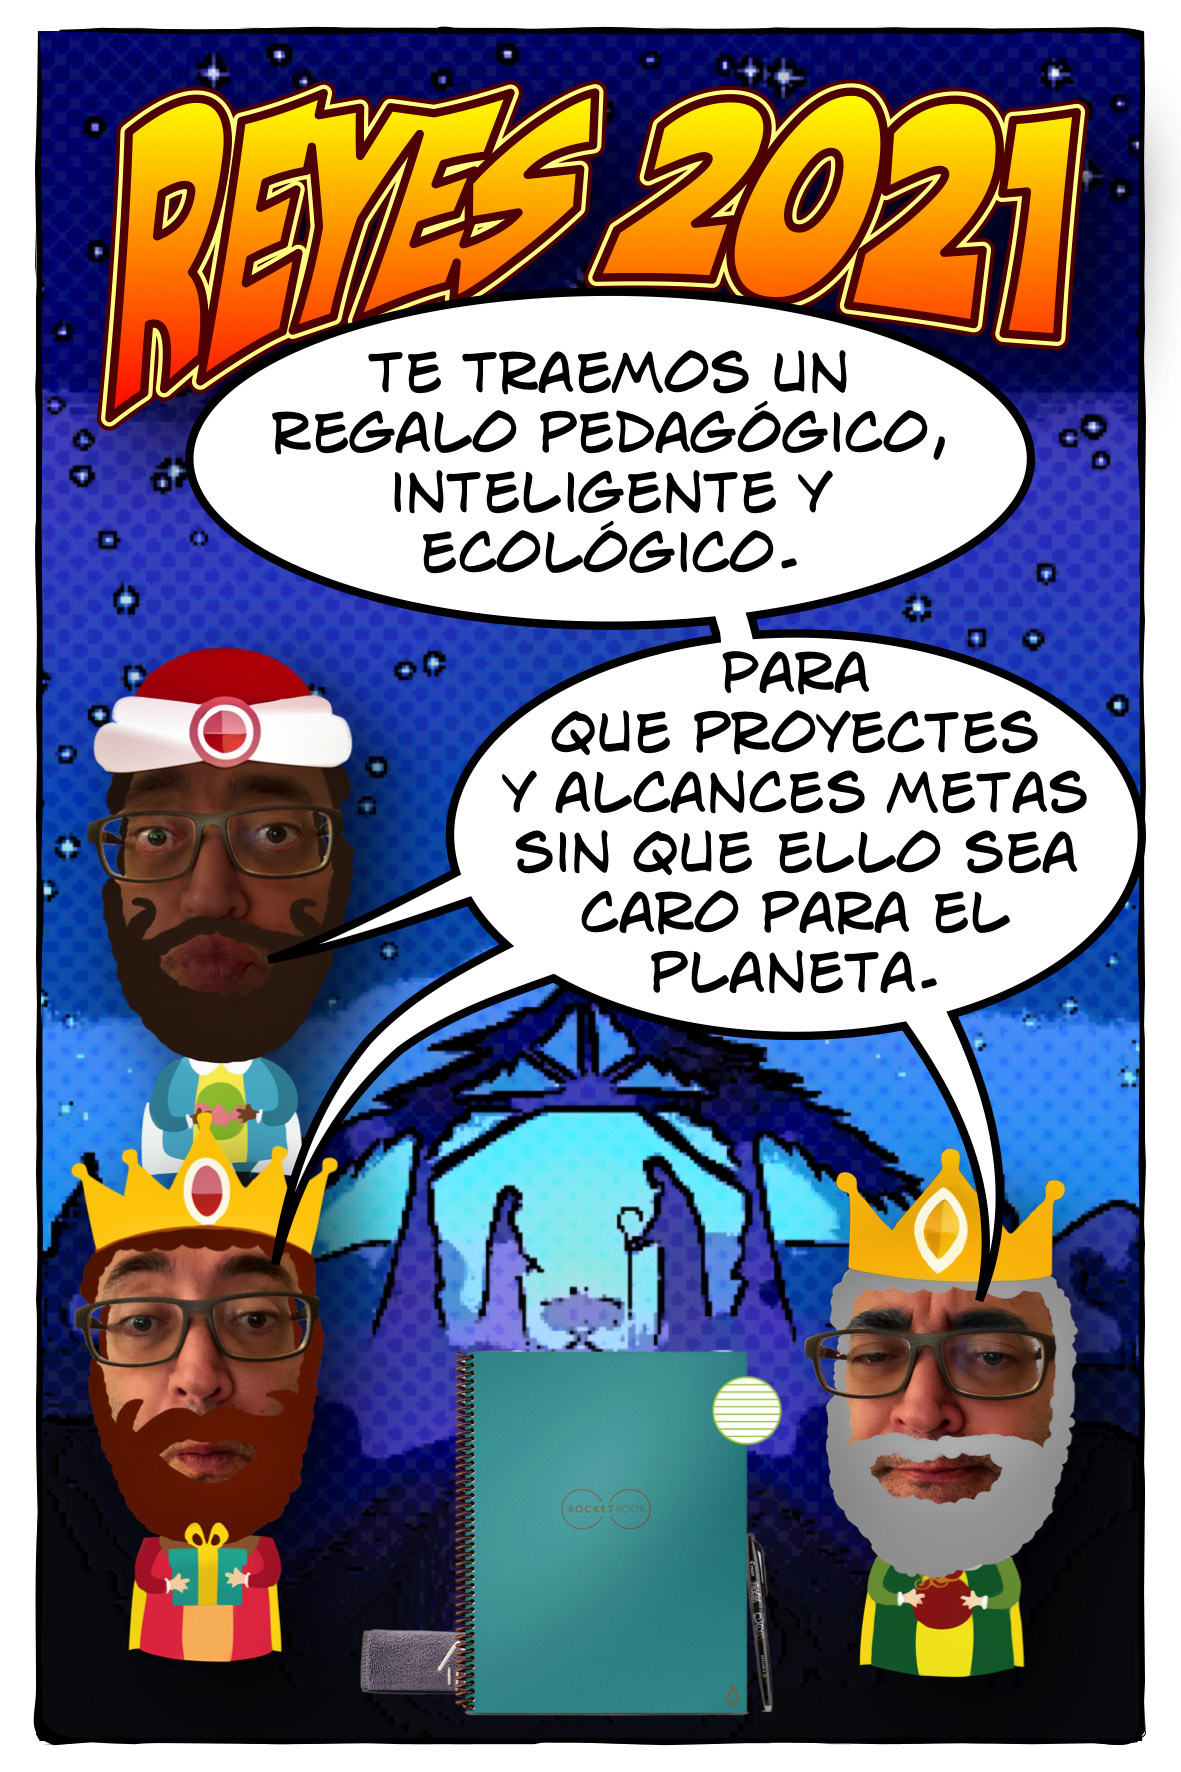 REYES 2021
TE TRAEMOS UN
REGALO PEDAGÓGICO,
INTELIGENTE Y
ECOLÓGICO.
PARA
QUE PROYECTES
Y ALCANCES METAS
SIN QUE ELLO SEA
CARO PARA EL
PLANETA.
ROCKETBOOK